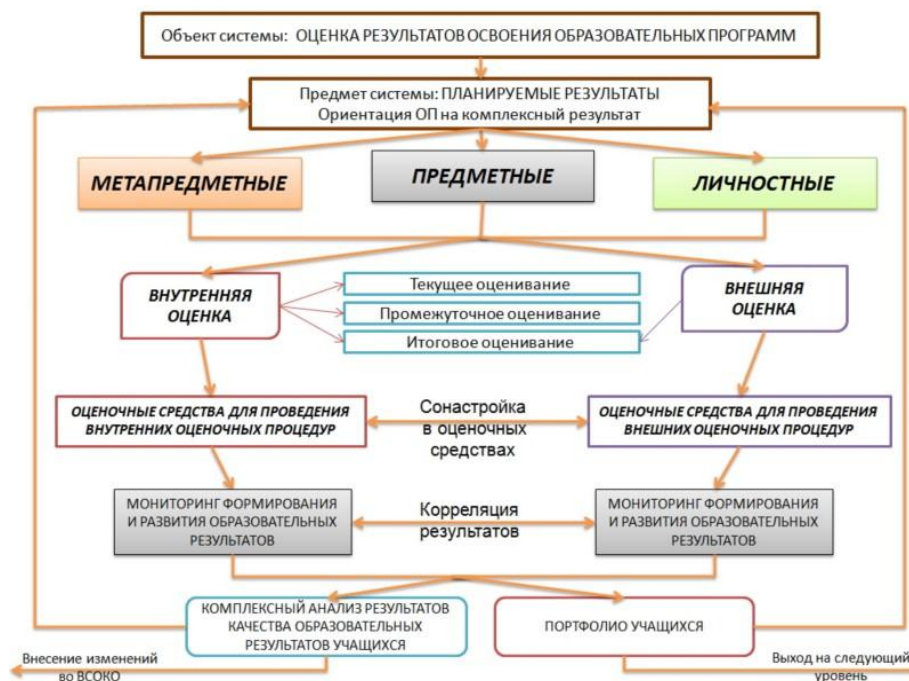 Объект системы: ОЦЕНКА РЕЗУЛЬТАТОВ ОСВОЕНИЯ ОБРАЗОВАТЕЛЬНЫХ ПРОГРАММ
Предмет системы: ПЛАНИРУЕМЫЕ РЕЗУЛЬТАТЫ
Ориентация ОП на комплексный результат
МЕТАПРЕДМЕТНЫЕ
ПРЕДМЕТНЫЕ
ЛИЧНОСТНЫЕ
ВНУТРЕННЯЯ
ОЦЕНКА
Текущее оценивание
Промежуточное оценивание
Итоговое оценивание
ВНЕШНЯЯ
ОЦЕНКА
ОЦЕНОЧНЫЕ СРЕДСТВА ДЛЯ ПРОВЕДЕНИЯ
ВНУТРЕННИХ ОЦЕНОЧНЫХ ПРОЦЕДУР
Сонастройка
в оценочных
средствах
ОЦЕНОЧНЫЕ СРЕДСТВА ДЛЯ ПРОВЕДЕНИЯ
ВНЕШНИХ ОЦЕНОЧНЫХ ПРОЦЕДУР
МОНИТОРИНГ ФОРМИРОВАНИЯ
И РАЗВИТИЯ ОБРАЗОВАТЕЛЬНЫХ
РЕЗУЛЬТАТОВ
Корреляция
результатов
МОНИТОРИНГ ФОРМИРОВАНИЯ
И РАЗВИТИЯ ОБРАЗОВАТЕЛЬНЫХ
РЕЗУЛЬТАТОВ
КОМПЛЕКСНЫЙ АНАЛИЗ РЕЗУЛЬТАТОВ
КАЧЕСТВА ОБРАЗОВАТЕЛЬНЫХ
РЕЗУЛЬТАТОВ УЧАЩИХСЯ
ПОРТФОЛИО УЧАЩИХСЯ
Внесение изменений
во ВСОКО
Выход на следующий
уровень